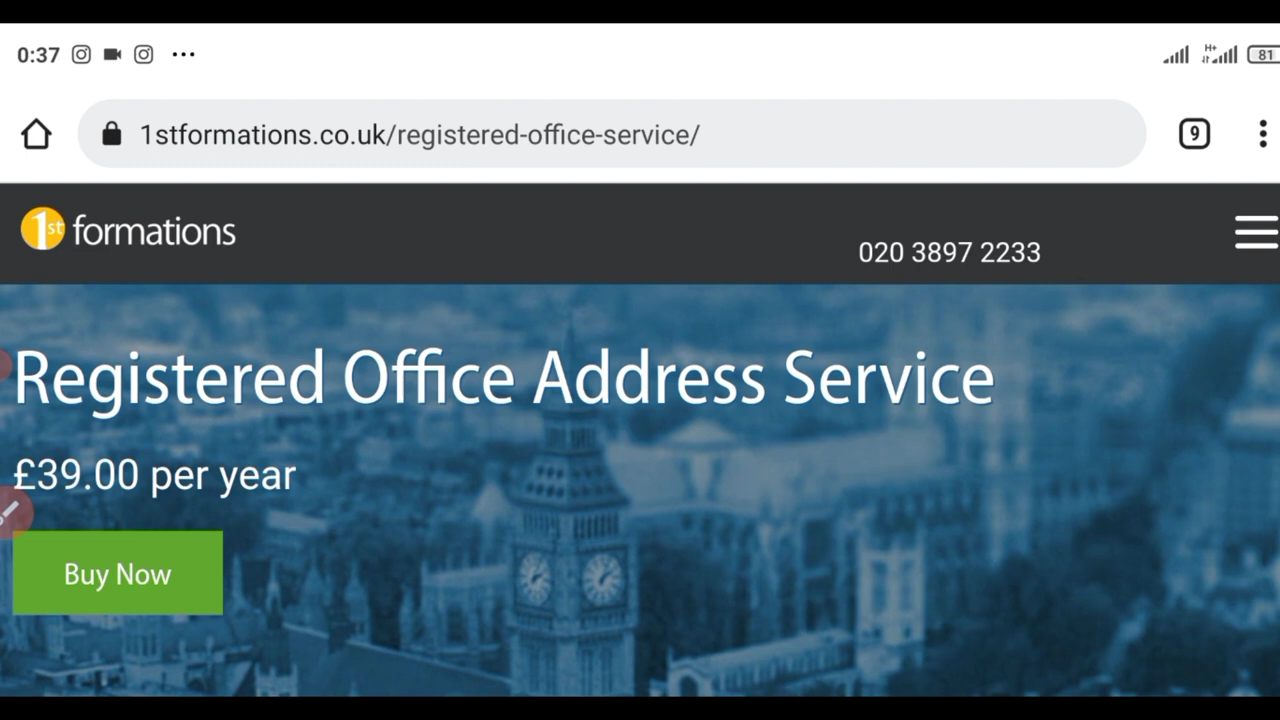 0:37
H+
81
1stformations.co.uk/registered-office-service/
9
1st formations
020 3897 2233
Registered Office Address Service
£39.00 per year
Buy Now